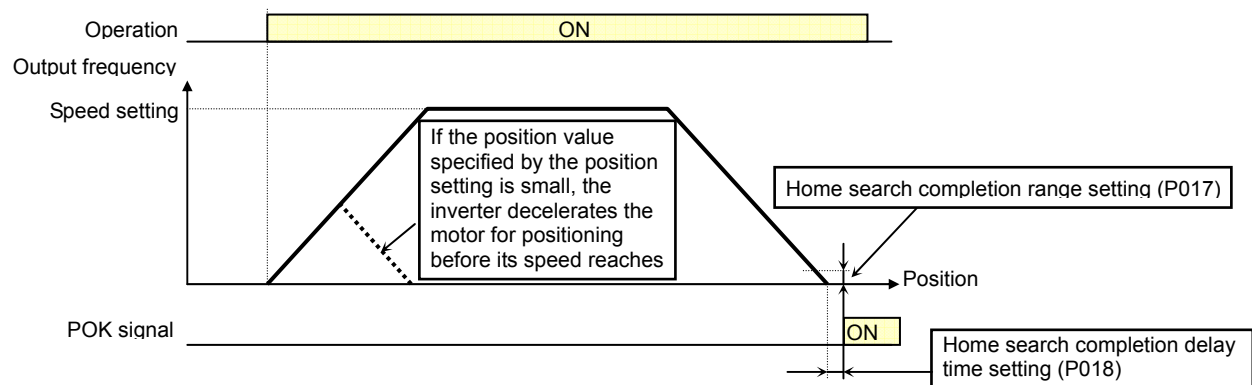 Operation
ON
Output frequency
Speed setting
If the position value
specified by the position
setting is small, the
inverter decelerates the
motor for positioning
before its speed reaches
Home search completion range setting (P017)
Position
POK signal
ON
Home search completion delay
time setting (P018)